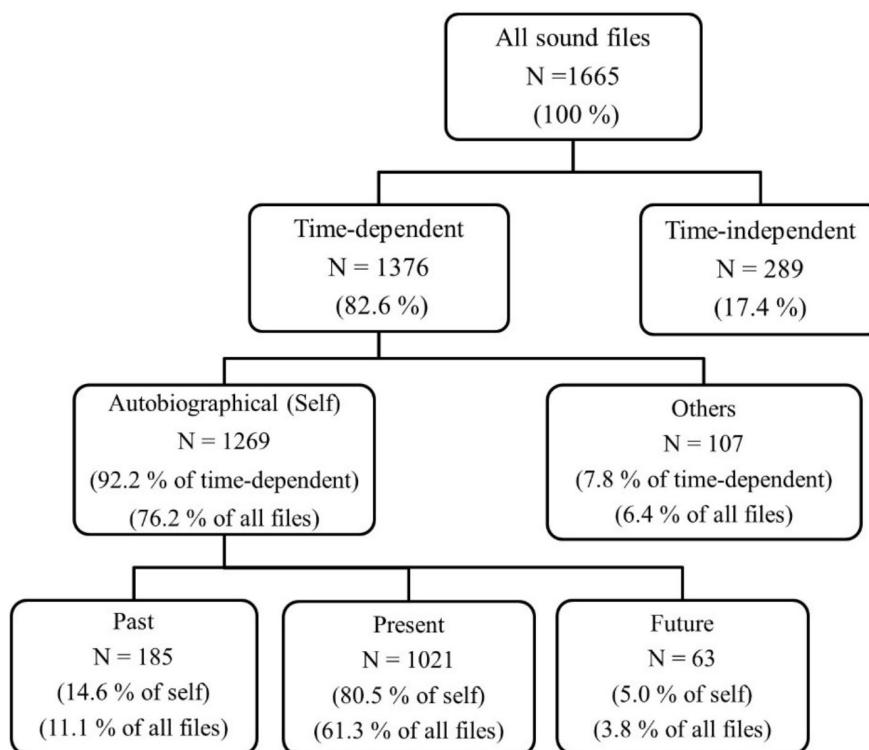 All sound files
N =1665
(100 %)
Time-dependent
N = 1376
(82.6 %)
Time-independent
N = 289
(17.4 %)
Autobiographical (Self)
N = 1269
(92.2 % of time-dependent)
(76.2 % of all files)
Others
N = 107
(7.8 % of time-dependent)
(6.4 % of all files)
Past
N = 185
(14.6 % of self)
(11.1 % of all files)
Present
N = 1021
(80.5 % of self)
(61.3 % of all files)
Future
N = 63
(5.0 % of self)
(3.8 % of all files)